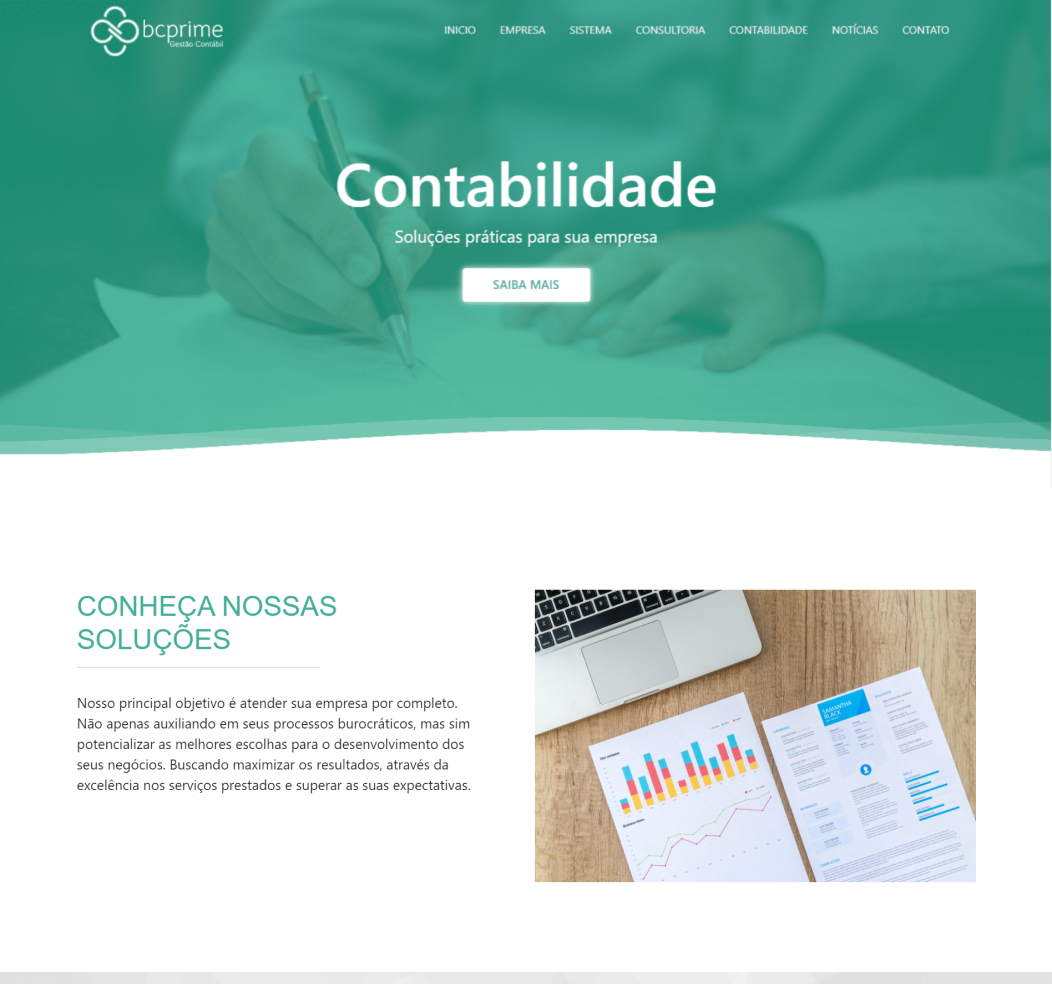 bcprime
Gestão Contábil
INICIO EMPRESA SISTEMA CONSULTORIA CONTABILIDADE NOTÍCIAS CONTATO
Contabilidade
Soluções práticas para sua empresa
SAIBA MAIS
CONHEÇA NOSSAS
SOLUÇÕES
Nosso principal objetivo é atender sua empresa por completo.
Não apenas auxiliando em seus processos burocráticos, mas sim
potencializar as melhores escolhas para o desenvolvimento dos
seus negócios. Buscando maximizar os resultados, através da
excelência nos serviços prestados e superar as suas expectativas.
SAMANTHA
BLACK